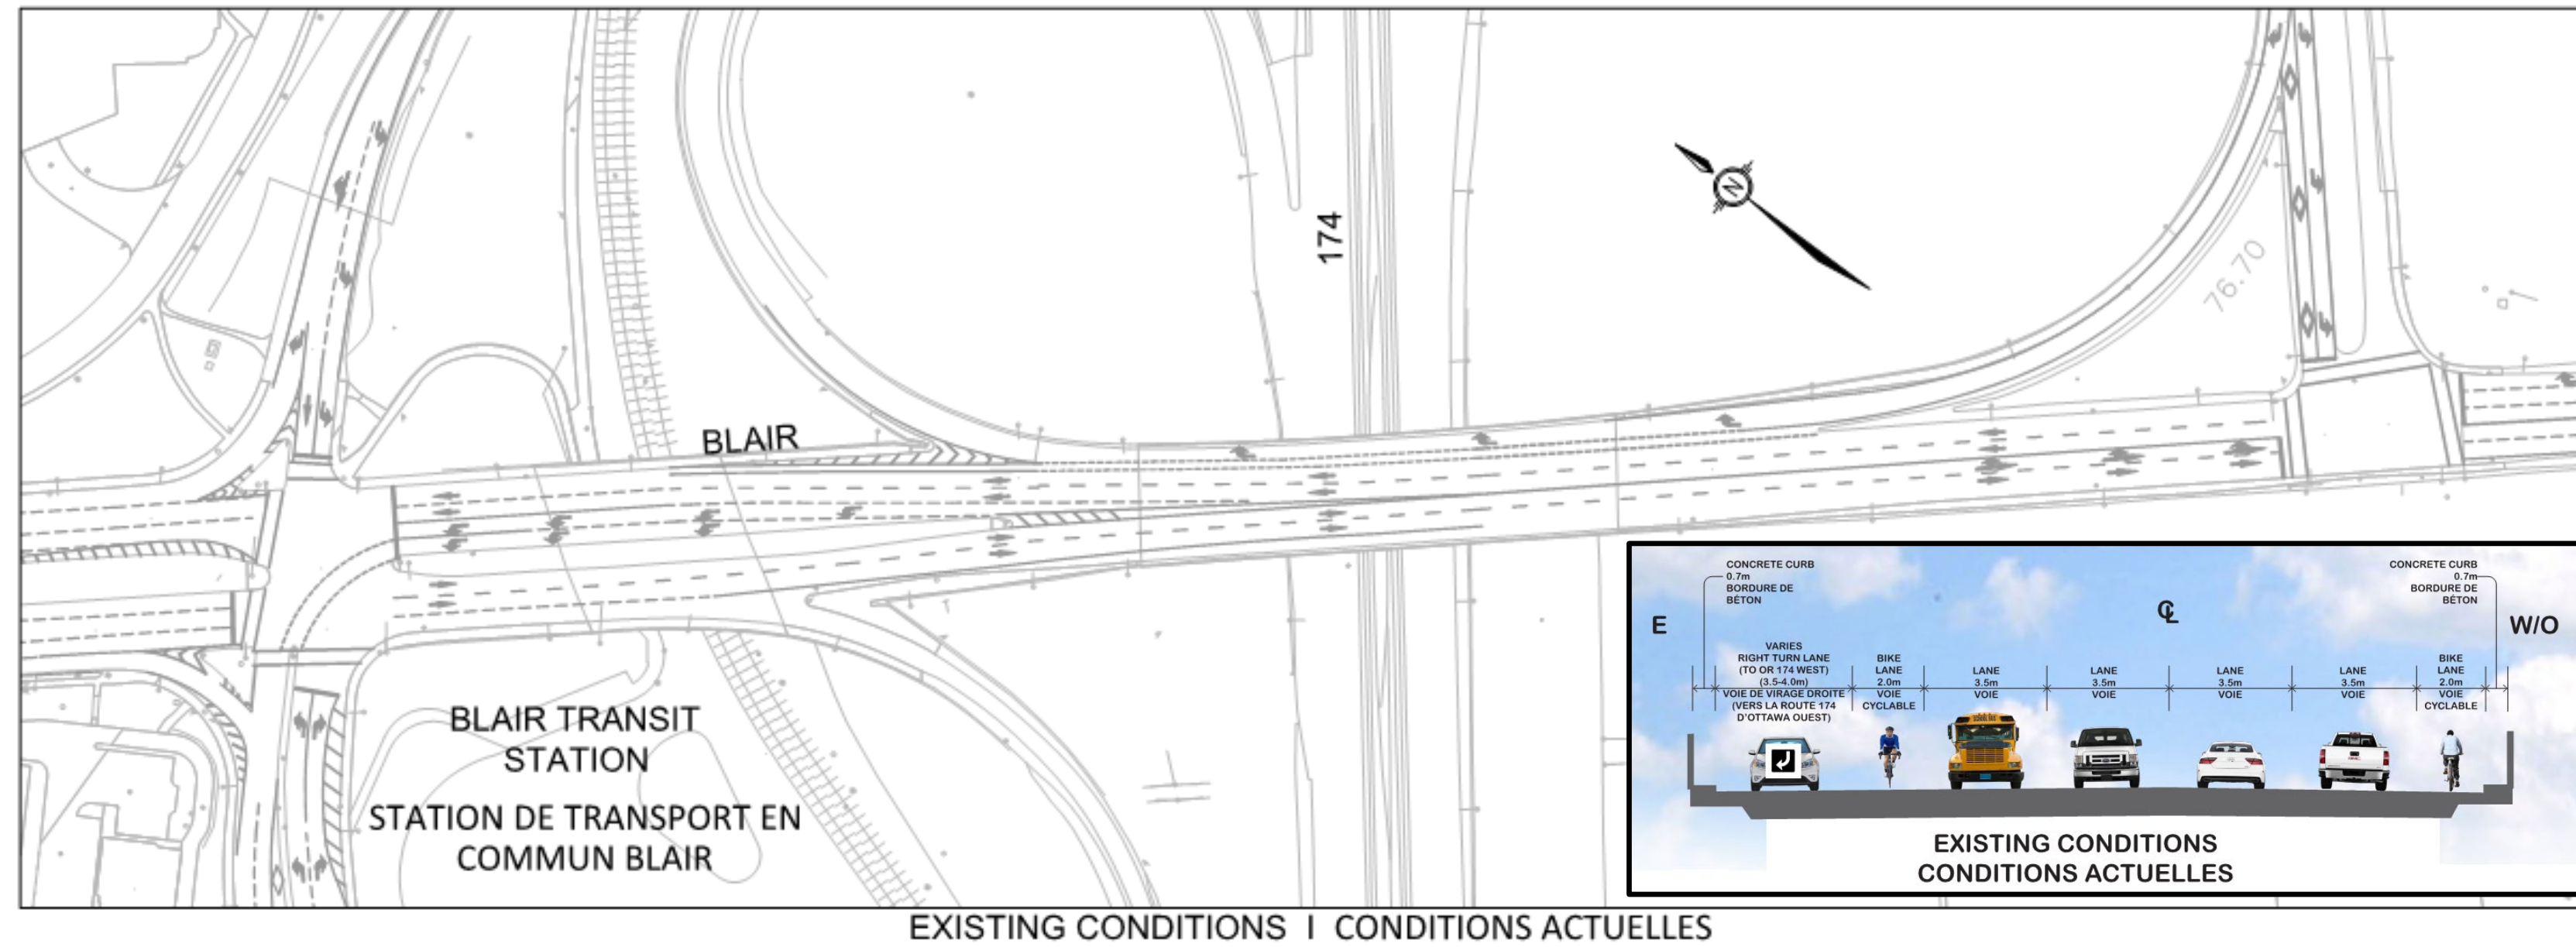 174
N
76.70
BLAIR
BLAIR TRANSIT
STATION
STATION DE TRANSPORT EN
COMMUN BLAIR
CONCRETE CURB
0.7m
BORDURE DE
BÉTON
CONCRETE CURB
0.7m
BORDURE DE
BÉTON
E
CL
W/O
VARIES
RIGHT TURN LANE
(TO OR 174 WEST)
(3.5-4.0m)
VOIE DE VIRAGE DROITE
(VERS LA ROUTE 174
D'OTTAWA OUEST)
BIKE
LANE
2.0m
VOIE
CYCLABLE
LANE
3.5m
VOIE
LANE
3.5m
VOIE
LANE
3.5m
VOIE
LANE
3.5m
VOIE
BIKE
LANE
2.0m
VOIE
CYCLABLE
EXISTING CONDITIONS
CONDITIONS ACTUELLES
EXISTING CONDITIONS I CONDITIONS ACTUELLES